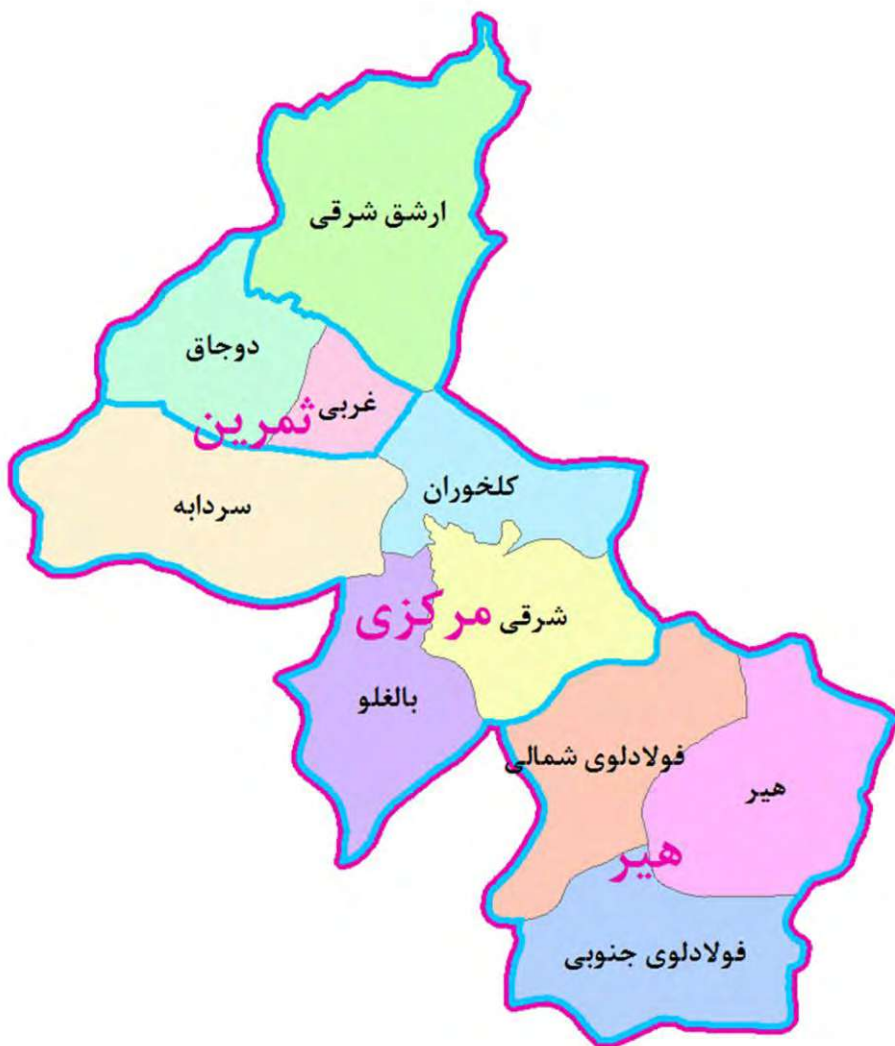 ارشق شرقی
دوجاق
غربی
ثمرین
کلخوران
سردابه
مرکزی
شرقی
بالغلو
فولادلوی شمالی
هیر
هیر
فولادلوی جنوبی